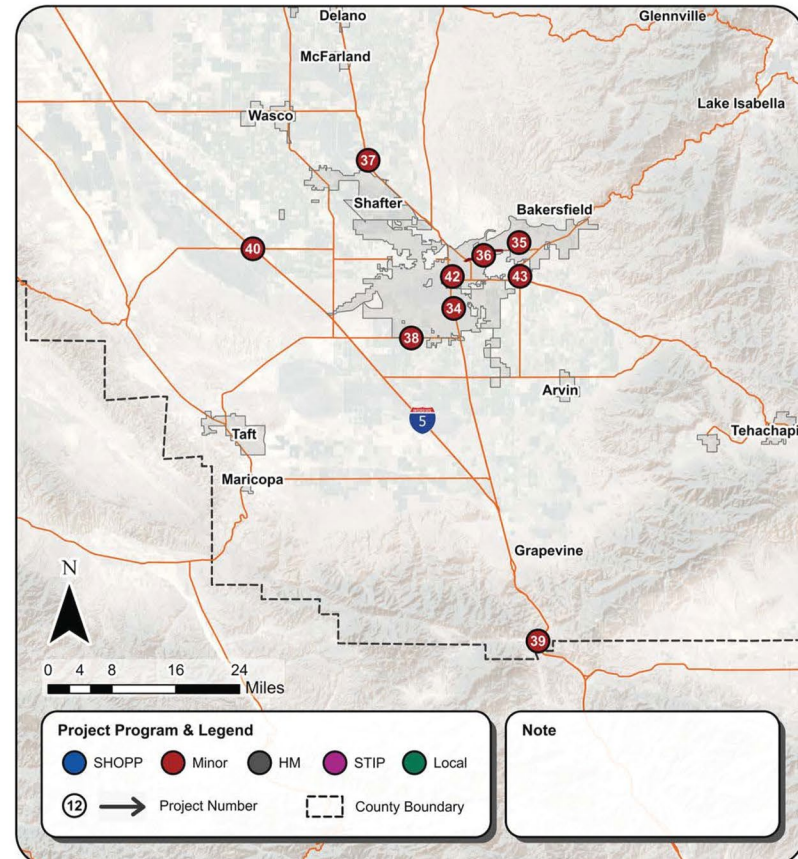 Delano
Glennville
McFarland
Lake Isabella
Wasco
37
Shafter
Bakersfield
40
36
35
42
43
34
38
Arvin
INTERSTATE
5
Taft
Tehachapi
Maricopa
Grapevine
N
39
0 4 8 16 24
Miles
Project Program & Legend
SHOPP Minor HM STIP Local
12 Project Number County Boundary
Note